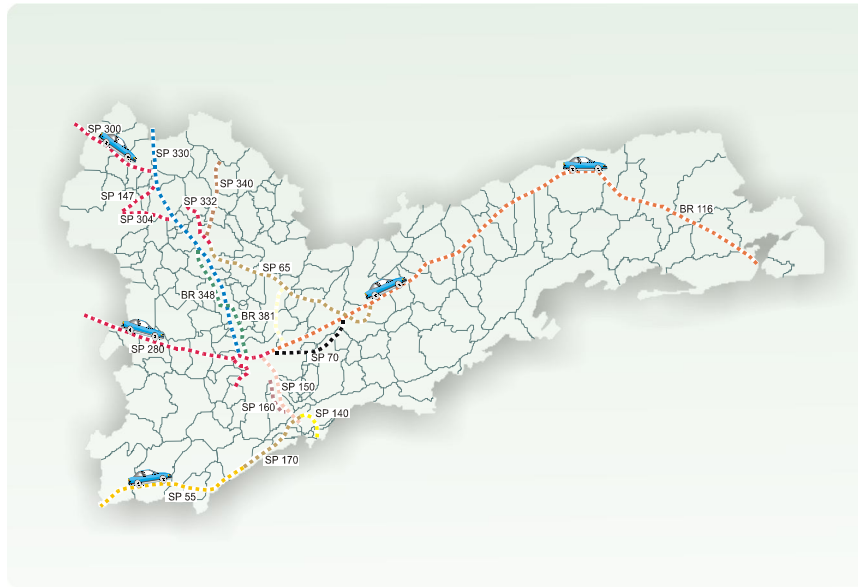 SP 300
SP 330
SP 340
SP 147
SP 332
SP 304
BR 116
SP 65
BR 348
BR 381
SP 280
SP 70
SP 150
SP 160
SP 140
SP 170
SP 55